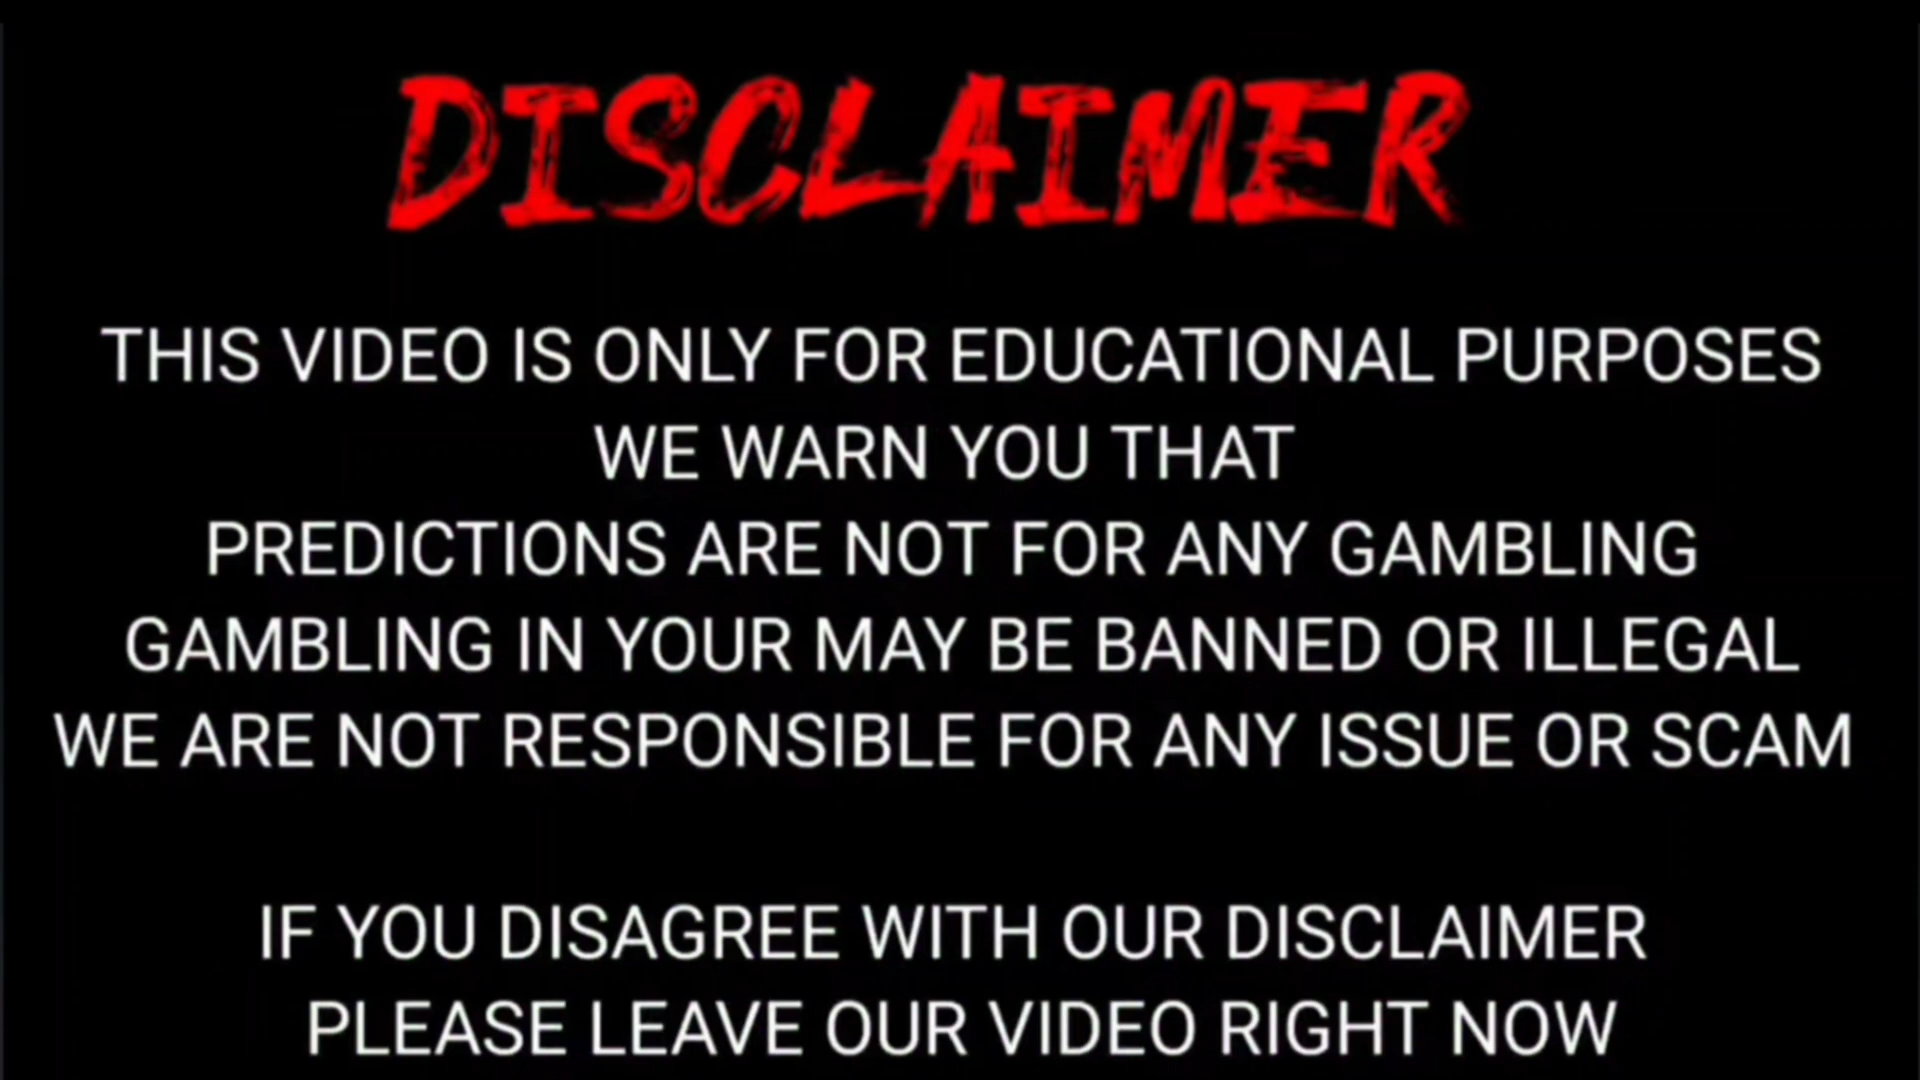 DISCLAIMER
THIS VIDEO IS ONLY FOR EDUCATIONAL PURPOSES
WE WARN YOU THAT
PREDICTIONS ARE NOT FOR ANY GAMBLING
GAMBLING IN YOUR MAY BE BANNED OR ILLEGAL
WE ARE NOT RESPONSIBLE FOR ANY ISSUE OR SCAM
IF YOU DISAGREE WITH OUR DISCLAIMER
PLEASE LEAVE OUR VIDEO RIGHT NOW